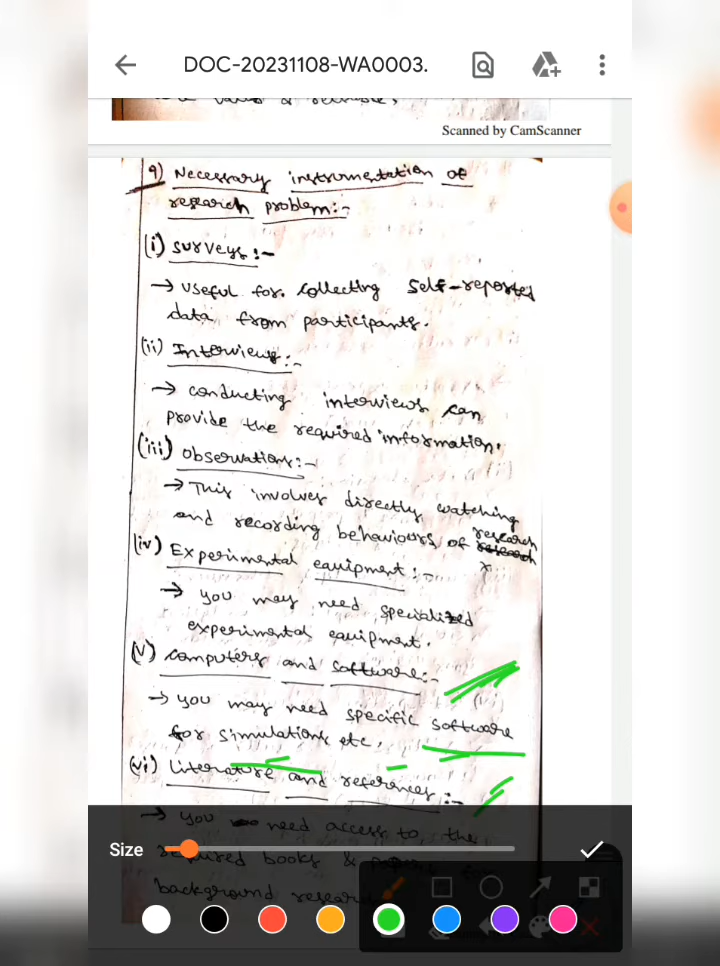 DOC-20231108-WA0003.
Scanned by CamScanner
9) Necessary instrumentation of
research problem:-
(i) surveys:-
→ Useful for collecting self-reported
data from participants.
(ii) Interviews:-
→ conducting interviews can
provide the required information.
(iii) observations:-
→ This involves directly watching
and recording behaviours of research
(iv) Experimental equipment:-
→ you may need specialized
experimental equipment.
(v) computers and software:-
→ you may need specific software
for simulations etc.
(vi) literature and references:-
→ you need access to the
required books &
background research
Size